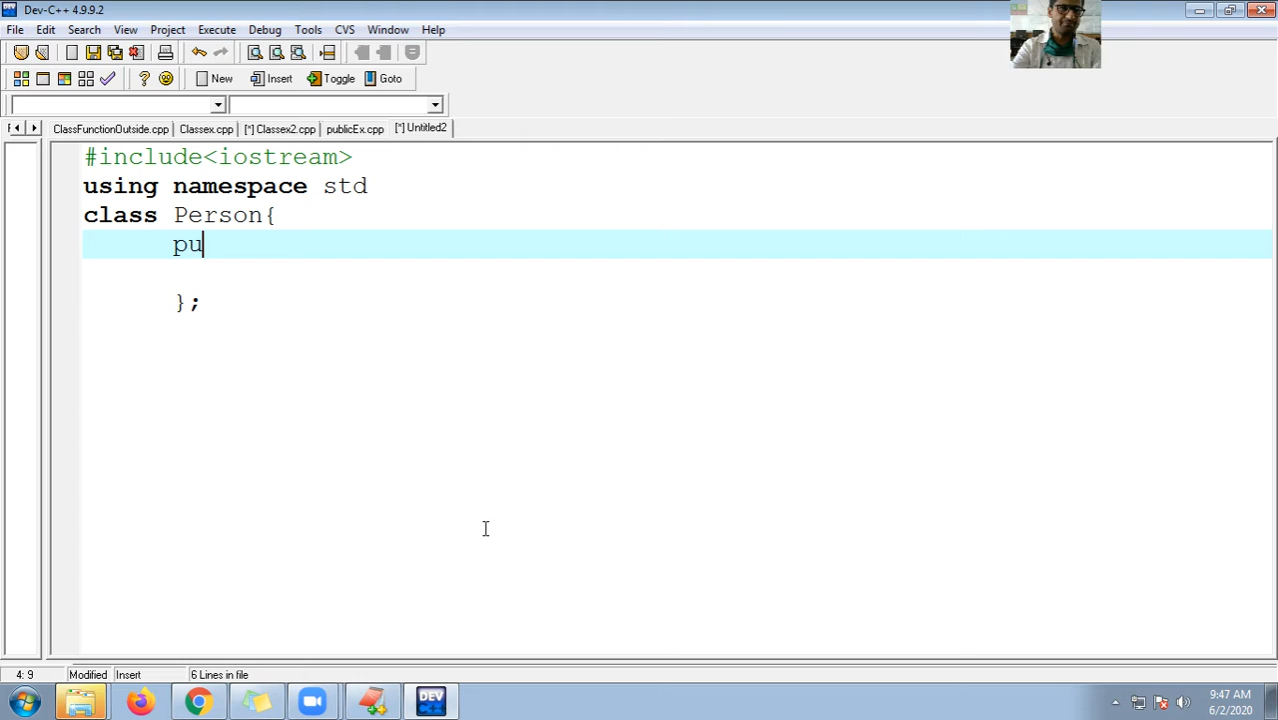 Dev-C++ 4.9.9.2
File Edit Search View Project Execute Debug Tools CVS Window Help
New Insert Toggle Goto
ClassFunctionOutside.cpp Classex.cpp [*] Classex2.cpp publicEx.cpp [*] Untitled2
#include<iostream>
using namespace std
class Person{
pu
};
4: 9 Modified Insert 6 Lines in file
DEV C++
9:47 AM
6/2/2020